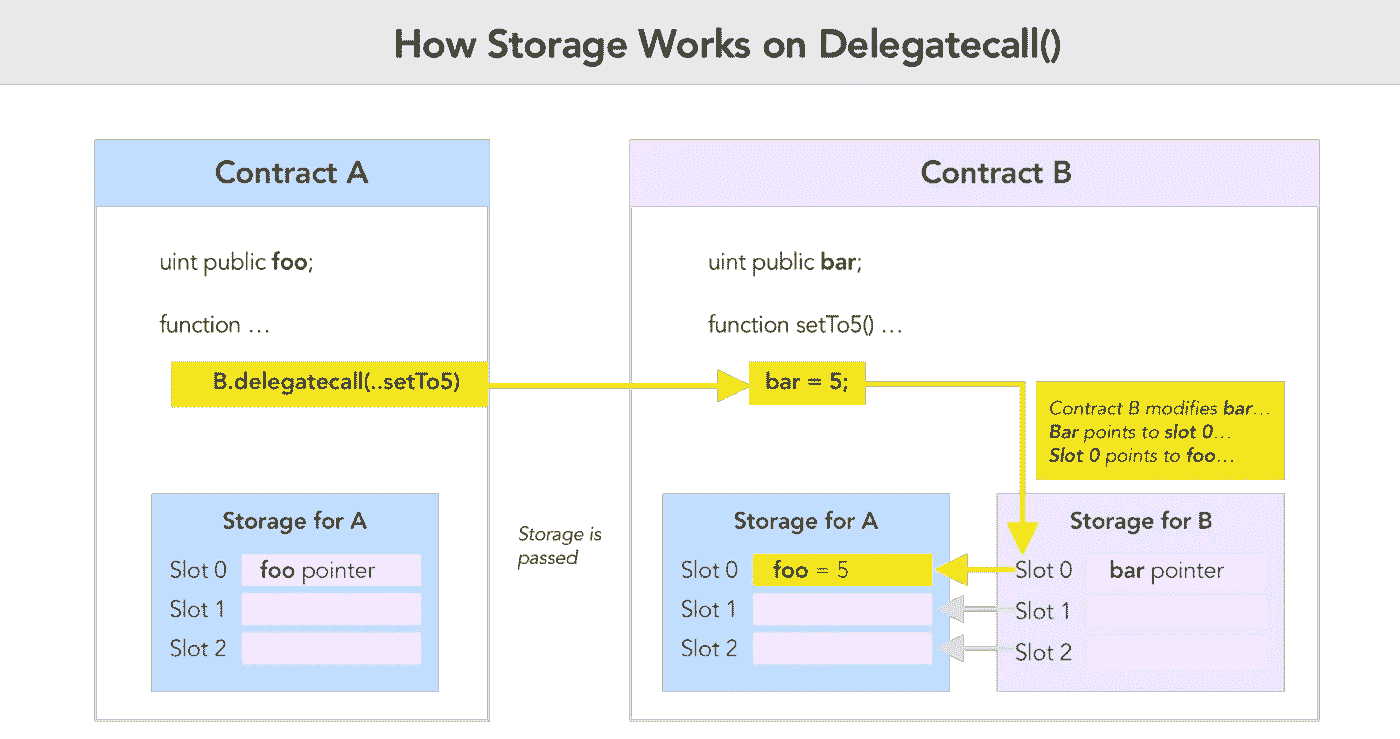 How Storage Works on Delegatecall()
Contract A
uint public foo;
function …
B.delegatecall(..setTo5)
Storage for A
Slot 0 foo pointer
Slot 1
Slot 2
Storage is
passed
Contract B
uint public bar;
function setTo5() …
bar = 5;
Contract B modifies bar…
Bar points to slot 0…
Slot 0 points to foo…
Storage for A
Slot 0 foo = 5
Slot 1
Slot 2
Storage for B
Slot 0 bar pointer
Slot 1
Slot 2